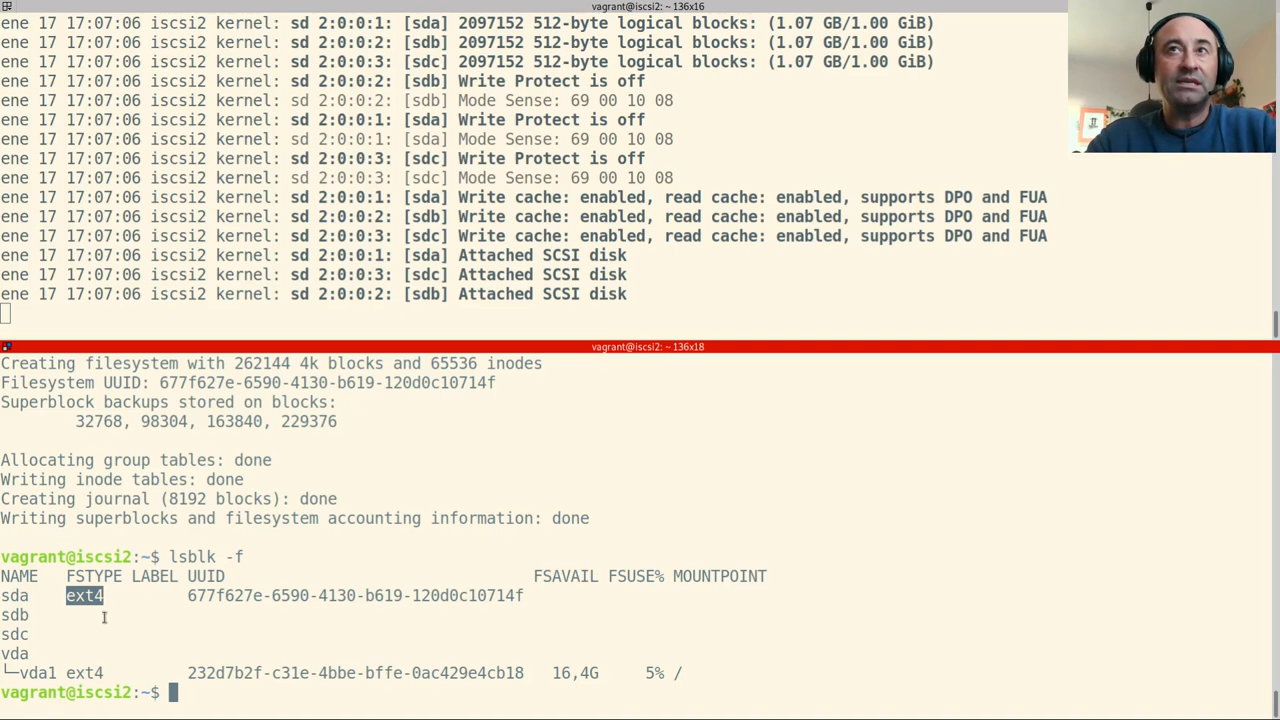 vagrant@iscsi2: ~ 136x16
ene 17 17:07:06 iscsi2 kernel: sd 2:0:0:1: [sda] 2097152 512-byte logical blocks: (1.07 GB/1.00 GiB)
ene 17 17:07:06 iscsi2 kernel: sd 2:0:0:2: [sdb] 2097152 512-byte logical blocks: (1.07 GB/1.00 GiB)
ene 17 17:07:06 iscsi2 kernel: sd 2:0:0:3: [sdc] 2097152 512-byte logical blocks: (1.07 GB/1.00 GiB)
ene 17 17:07:06 iscsi2 kernel: sd 2:0:0:2: [sdb] Write Protect is off
ene 17 17:07:06 iscsi2 kernel: sd 2:0:0:2: [sdb] Mode Sense: 69 00 10 08
ene 17 17:07:06 iscsi2 kernel: sd 2:0:0:1: [sda] Write Protect is off
ene 17 17:07:06 iscsi2 kernel: sd 2:0:0:1: [sda] Mode Sense: 69 00 10 08
ene 17 17:07:06 iscsi2 kernel: sd 2:0:0:3: [sdc] Write Protect is off
ene 17 17:07:06 iscsi2 kernel: sd 2:0:0:3: [sdc] Mode Sense: 69 00 10 08
ene 17 17:07:06 iscsi2 kernel: sd 2:0:0:1: [sda] Write cache: enabled, read cache: enabled, supports DPO and FUA
ene 17 17:07:06 iscsi2 kernel: sd 2:0:0:2: [sdb] Write cache: enabled, read cache: enabled, supports DPO and FUA
ene 17 17:07:06 iscsi2 kernel: sd 2:0:0:3: [sdc] Write cache: enabled, read cache: enabled, supports DPO and FUA
ene 17 17:07:06 iscsi2 kernel: sd 2:0:0:1: [sda] Attached SCSI disk
ene 17 17:07:06 iscsi2 kernel: sd 2:0:0:3: [sdc] Attached SCSI disk
ene 17 17:07:06 iscsi2 kernel: sd 2:0:0:2: [sdb] Attached SCSI disk
vagrant@iscsi2: ~ 136x18
Creating filesystem with 262144 4k blocks and 65536 inodes
Filesystem UUID: 677f627e-6590-4130-b619-120d0c10714f
Superblock backups stored on blocks:
        32768, 98304, 163840, 229376
Allocating group tables: done
Writing inode tables: done
Creating journal (8192 blocks): done
Writing superblocks and filesystem accounting information: done
vagrant@iscsi2:~$ lsblk -f
NAME   FSTYPE LABEL UUID                                 FSAVAIL FSUSE% MOUNTPOINT
sda    ext4         677f627e-6590-4130-b619-120d0c10714f
sdb
sdc
vda
└─vda1 ext4         232d7b2f-c31e-4bbe-bffe-0ac429e4cb18   16,4G     5% /
vagrant@iscsi2:~$